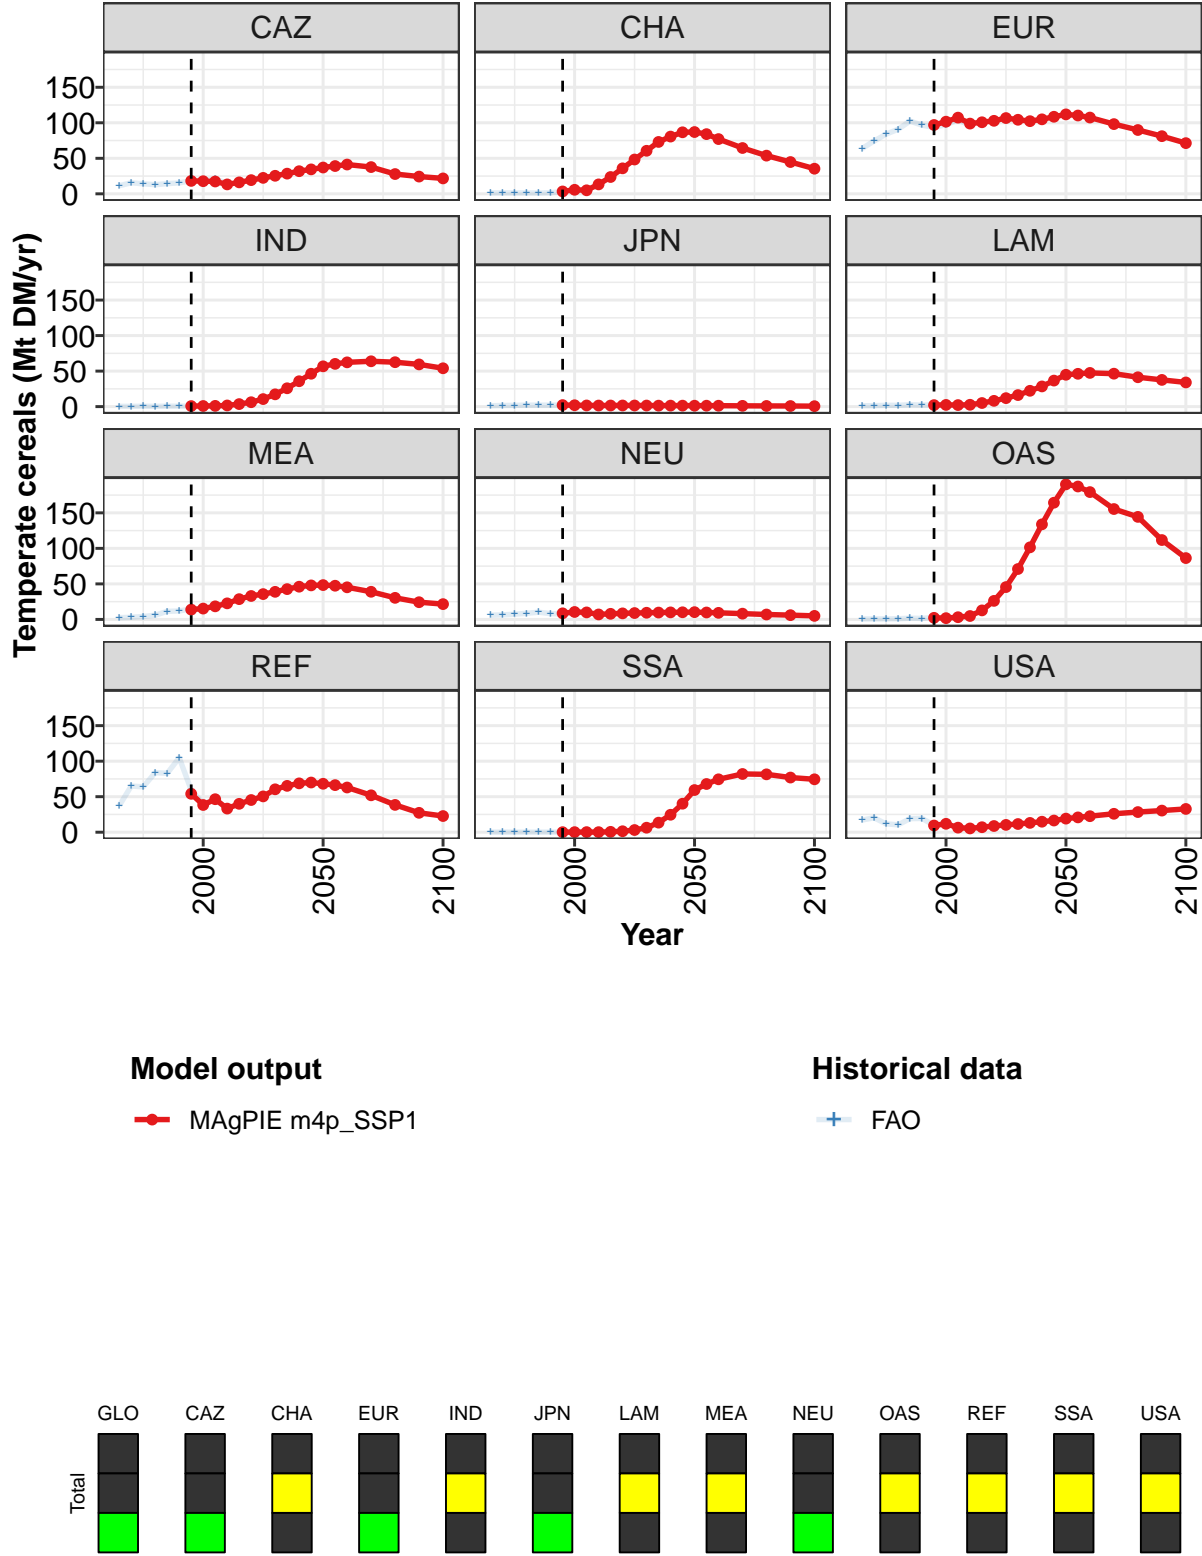 CAZ CHA EUR
150
100
50
0
IND JPN LAM
150
100
50
0
Temperate cereals (Mt DM/yr)
MEA NEU OAS
150
100
50
0
REF SSA USA
150
100
50
0
2000 2050 2100 2000 2050 2100 2000 2050 2100
Year
Model output Historical data
MAgPIE m4p_SSP1 FAO
GLO CAZ CHA EUR IND JPN LAM MEA NEU OAS REF SSA USA
Total